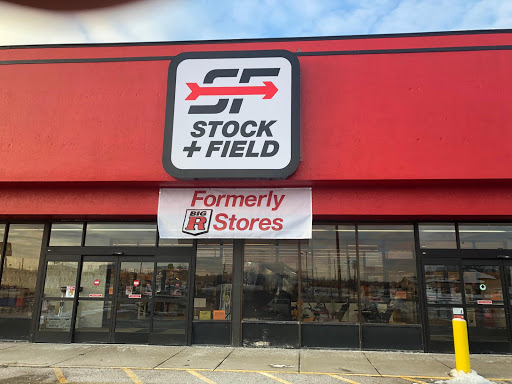 SF
STOCK
+ FIELD
Formerly
BIG R Stores